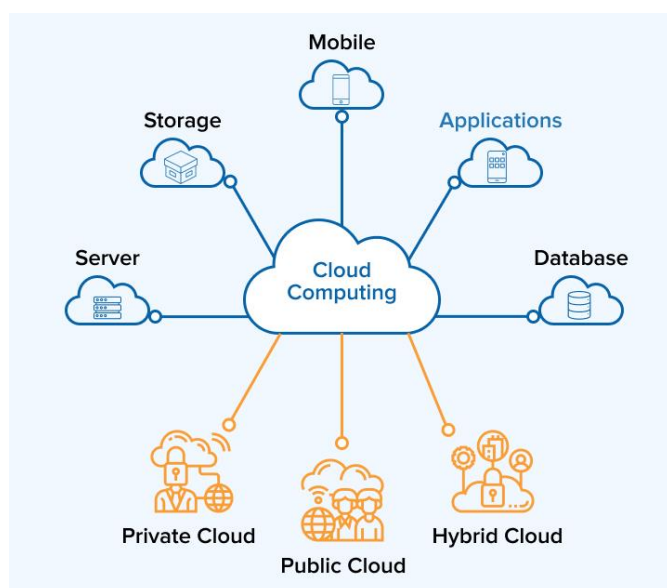 Mobile
Storage
Applications
Server
Cloud
Computing
Database
Private Cloud
Public Cloud
Hybrid Cloud